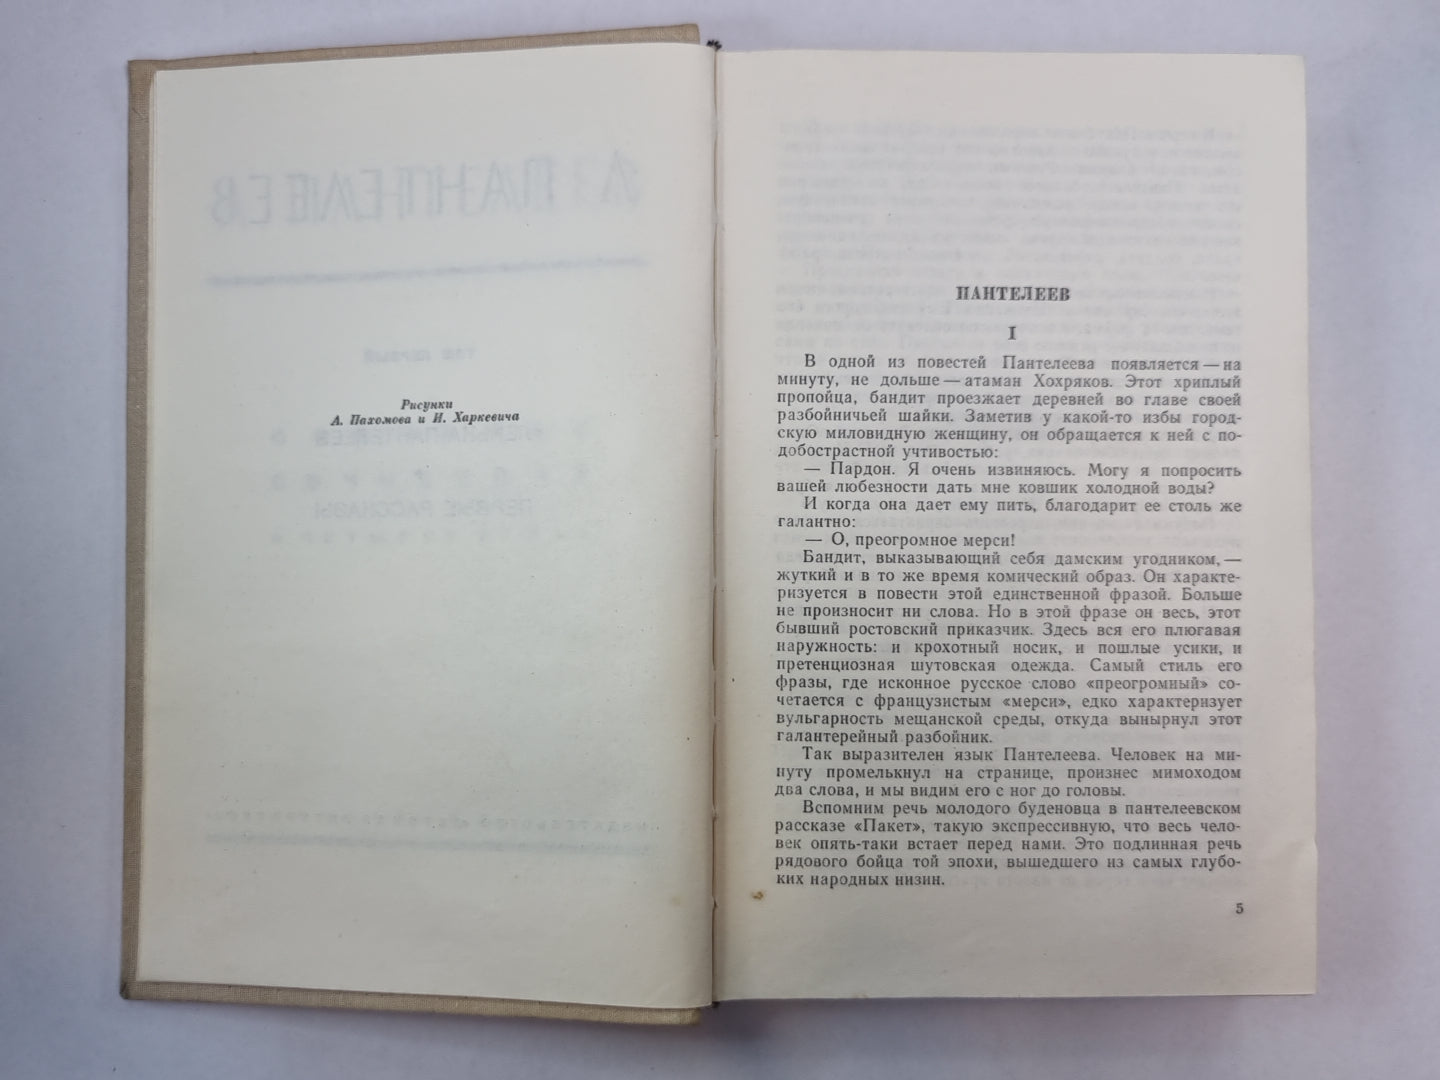 Рисунки
А. Пахомова и И. Харкевича
ПАНТЕЛЕЕВ
I
В одной из повестей Пантелеева появляется — на
минуту, не дольше — атаман Хохряков. Этот хриплый
пропойца, бандит проезжает деревней во главе своей
разбойничьей шайки. Заметив у какой-то избы город-
скую миловидную женщину, он обращается к ней с по-
добострастной учтивостью:
— Пардон. Я очень извиняюсь. Могу я попросить
вашей любезности дать мне ковшик холодной воды?
И когда она дает ему пить, благодарит ее столь же
галантно:
— О, преогромное мерси!
Бандит, выказывающий себя дамским угодником, —
жуткий и в то же время комический образ. Он характе-
ризуется в повести этой единственной фразой. Больше
не произносит ни слова. Но в этой фразе он весь, этот
бывший ростовский приказчик. Здесь вся его плюгавая
наружность: и крохотный носик, и пошлые усики, и
претенциозная шутовская одежда. Самый стиль его
фразы, где исконное русское слово «преогромный» со-
четается с французистым «мерси», едко характеризует
вульгарность мещанской среды, откуда вынырнул этот
галантерейный разбойник.
Так выразителен язык Пантелеева. Человек на ми-
нуту промелькнул на странице, произнес мимоходом
два слова, и мы видим его с ног до головы.
Вспомним речь молодого буденовца в пантелеевском
рассказе «Пакет», такую экспрессивную, что весь чело-
век опять-таки встает перед нами. Это подлинная речь
рядового бойца той эпохи, вышедшего из самых глубо-
ких народных низин.
5